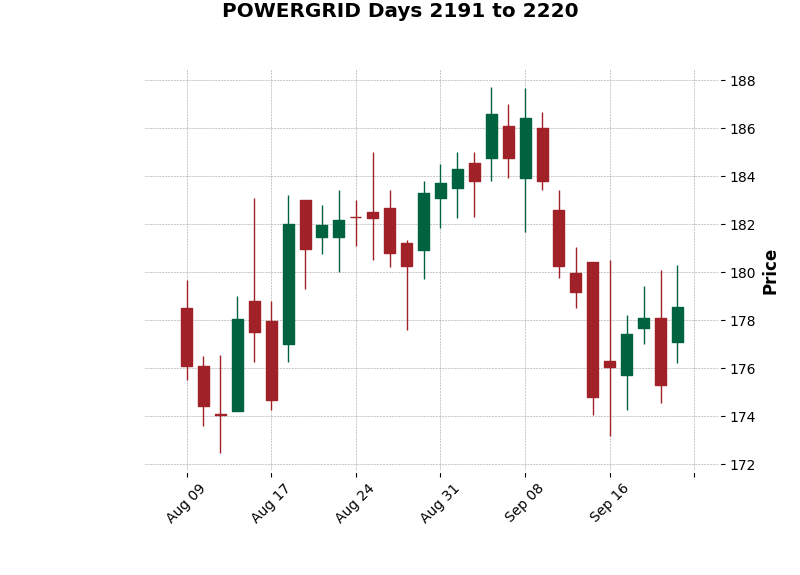 POWERGRID Days 2191 to 2220
188
186
184
182
180
178
176
174
172
Price
Aug 09
Aug 17
Aug 24
Aug 31
Sep 08
Sep 16